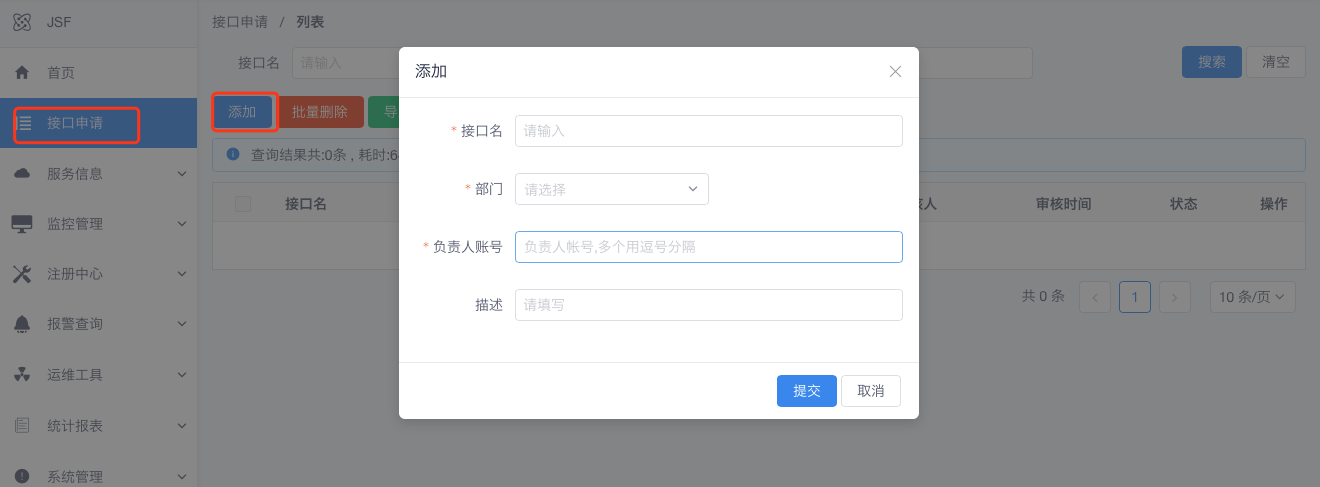 JSF
首页
接口申请
服务信息
监控管理
注册中心
报警查询
运维工具
统计报表
系统管理
接口申请 / 列表
接口名 请输入
搜索 清空
添加 批量删除 导
查询结果共:0条 , 耗时:6
接口名 人 审核时间 状态 操作
共 0 条 < 1 > 10 条/页
添加
* 接口名 请输入
* 部门 请选择
* 负责人账号 负责人帐号,多个用逗号分隔
描述 请填写
提交 取消